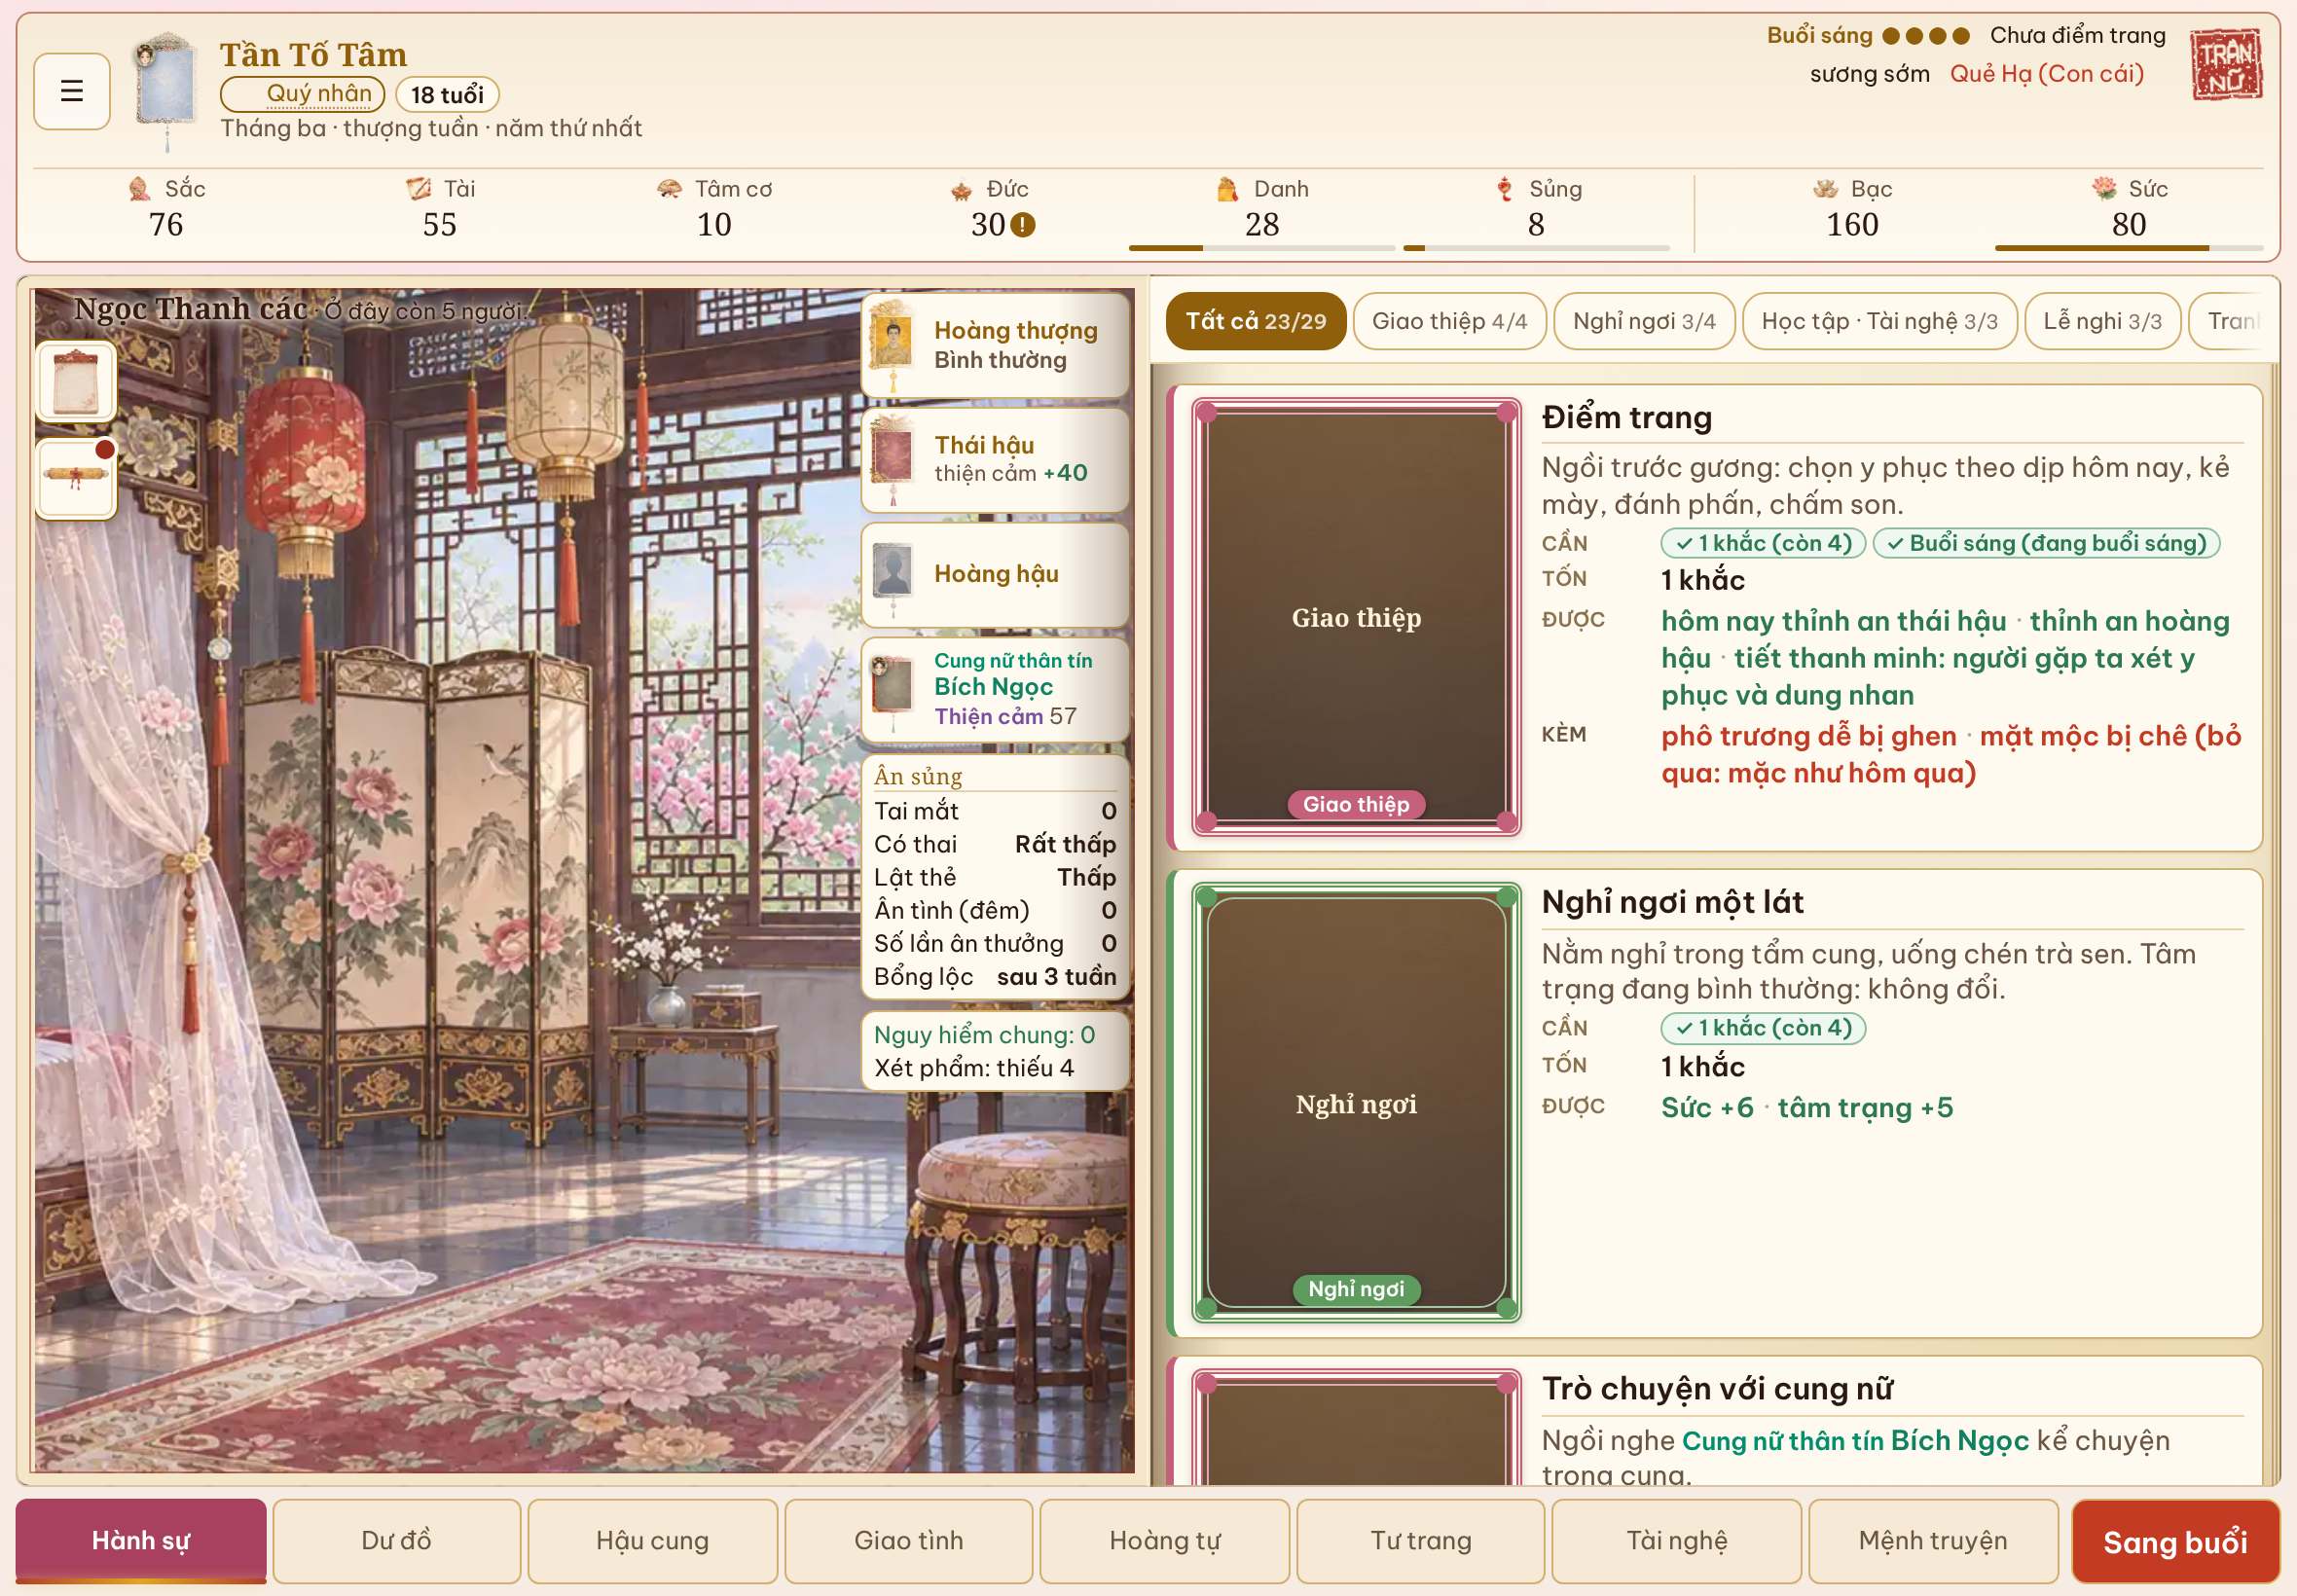 Tần Tố Tâm
Quý nhân
18 tuổi
Tháng ba · thượng tuần · năm thứ nhất
Buổi sáng
Chưa điểm trang
sương sớm
Quẻ Hạ (Con cái)
TRÂN
NỮ
Sắc
76
Tài
55
Tâm cơ
10
Đức
30 !
Danh
28
Sủng
8
Bạc
160
Sức
80
Ngọc Thanh các · Ở đây còn 5 người.
Hoàng thượng
Bình thường
Thái hậu
thiện cảm +40
Hoàng hậu
Cung nữ thân tín
Bích Ngọc
Thiện cảm 57
Ân sủng
Tai mắt 0
Có thai Rất thấp
Lật thẻ Thấp
Ân tình (đêm) 0
Số lần ân thưởng 0
Bổng lộc sau 3 tuần
Nguy hiểm chung: 0
Xét phẩm: thiếu 4
Tất cả 23/29
Giao thiệp 4/4
Nghỉ ngơi 3/4
Học tập · Tài nghệ 3/3
Lễ nghi 3/3
Tran
Giao thiệp
Giao thiệp
Điểm trang
Ngồi trước gương: chọn y phục theo dịp hôm nay, kẻ
mày, đánh phấn, chấm son.
CẦN ✓ 1 khắc (còn 4) ✓ Buổi sáng (đang buổi sáng)
TỐN 1 khắc
ĐƯỢC hôm nay thỉnh an thái hậu · thỉnh an hoàng
hậu · tiết thanh minh: người gặp ta xét y
phục và dung nhan
KÈM phô trương dễ bị ghen · mặt mộc bị chê (bỏ
qua: mặc như hôm qua)
Nghỉ ngơi
Nghỉ ngơi
Nghỉ ngơi một lát
Nằm nghỉ trong tẩm cung, uống chén trà sen. Tâm
trạng đang bình thường: không đổi.
CẦN ✓ 1 khắc (còn 4)
TỐN 1 khắc
ĐƯỢC Sức +6 · tâm trạng +5
Trò chuyện với cung nữ
Ngồi nghe Cung nữ thân tín Bích Ngọc kể chuyện
trong cung.
Hành sự
Dư đồ
Hậu cung
Giao tình
Hoàng tự
Tư trang
Tài nghệ
Mệnh truyện
Sang buổi